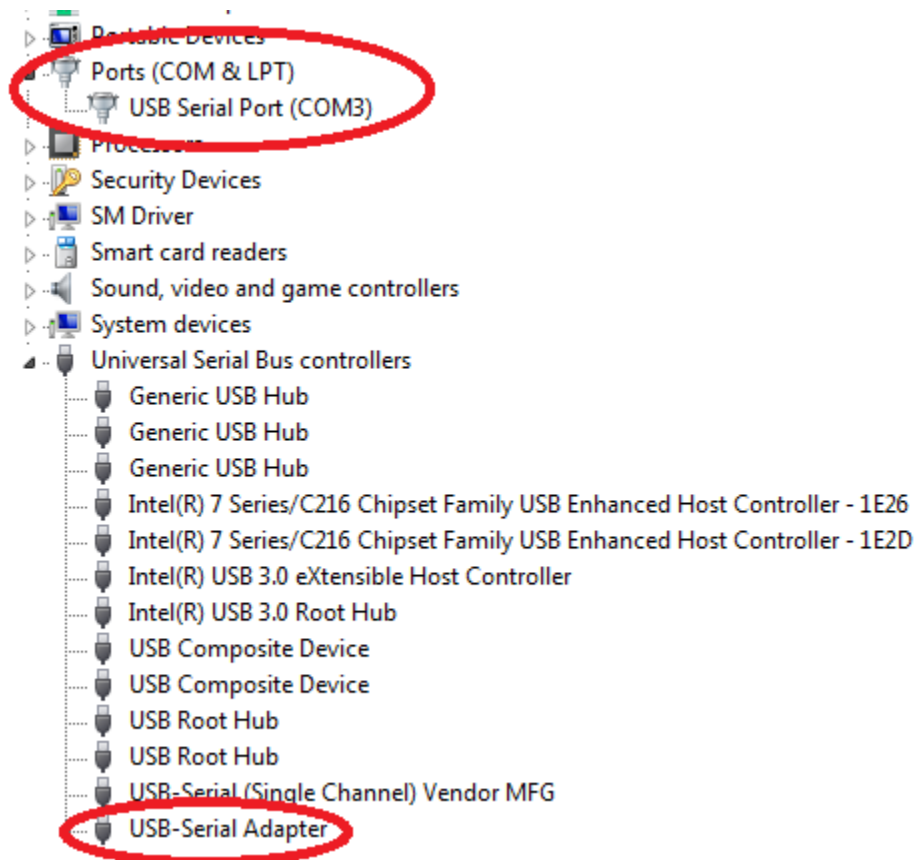 Portable Devices
Ports (COM & LPT)
USB Serial Port (COM3)
Processors
Security Devices
SM Driver
Smart card readers
Sound, video and game controllers
System devices
Universal Serial Bus controllers
Generic USB Hub
Generic USB Hub
Generic USB Hub
Intel(R) 7 Series/C216 Chipset Family USB Enhanced Host Controller - 1E26
Intel(R) 7 Series/C216 Chipset Family USB Enhanced Host Controller - 1E2D
Intel(R) USB 3.0 eXtensible Host Controller
Intel(R) USB 3.0 Root Hub
USB Composite Device
USB Composite Device
USB Root Hub
USB Root Hub
USB-Serial (Single Channel) Vendor MFG
USB-Serial Adapter